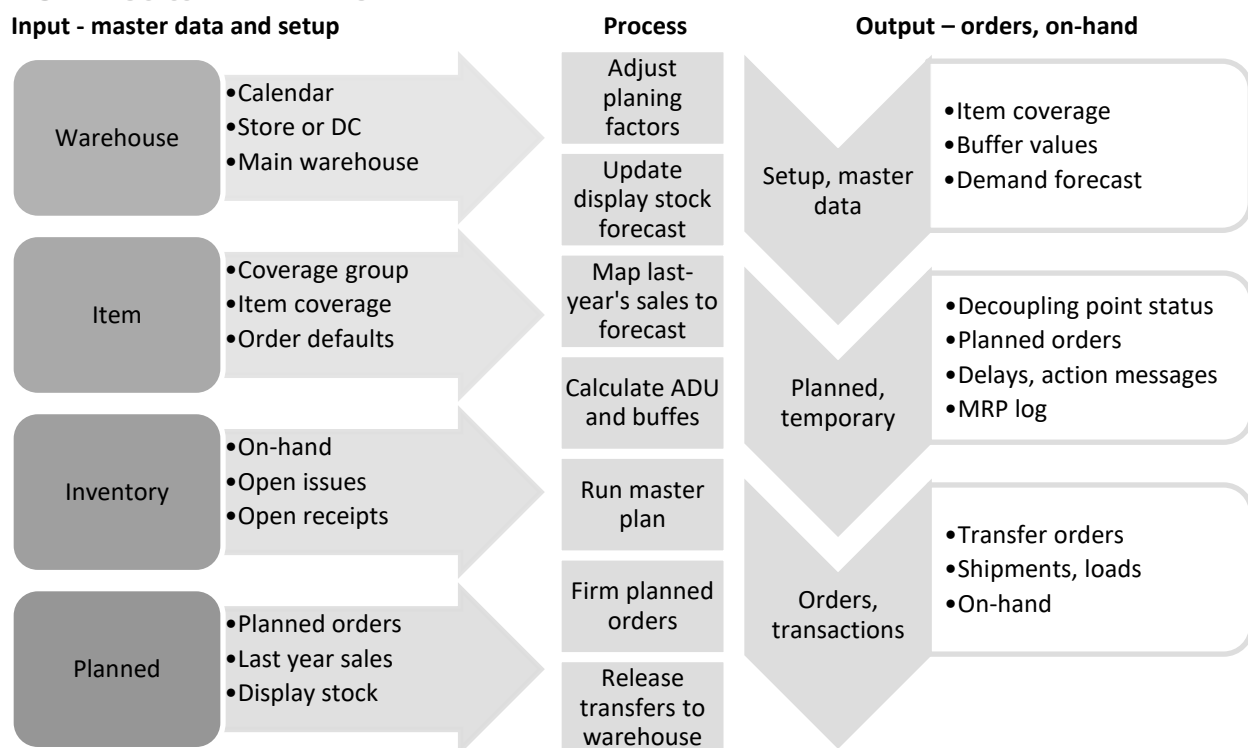 Input - master data and setup
Process
Output – orders, on-hand
Warehouse
•Calendar
•Store or DC
•Main warehouse
Item
•Coverage group
•Item coverage
•Order defaults
Inventory
•On-hand
•Open issues
•Open receipts
Planned
•Planned orders
•Last year sales
•Display stock
Adjust
planing
factors
Update
display stock
forecast
Map last-
year's sales to
forecast
Calculate ADU
and buffes
Run master
plan
Firm planned
orders
Release
transfers to
warehouse
Setup, master
data
•Item coverage
•Buffer values
•Demand forecast
Planned,
temporary
•Decoupling point status
•Planned orders
•Delays, action messages
•MRP log
Orders,
transactions
•Transfer orders
•Shipments, loads
•On-hand